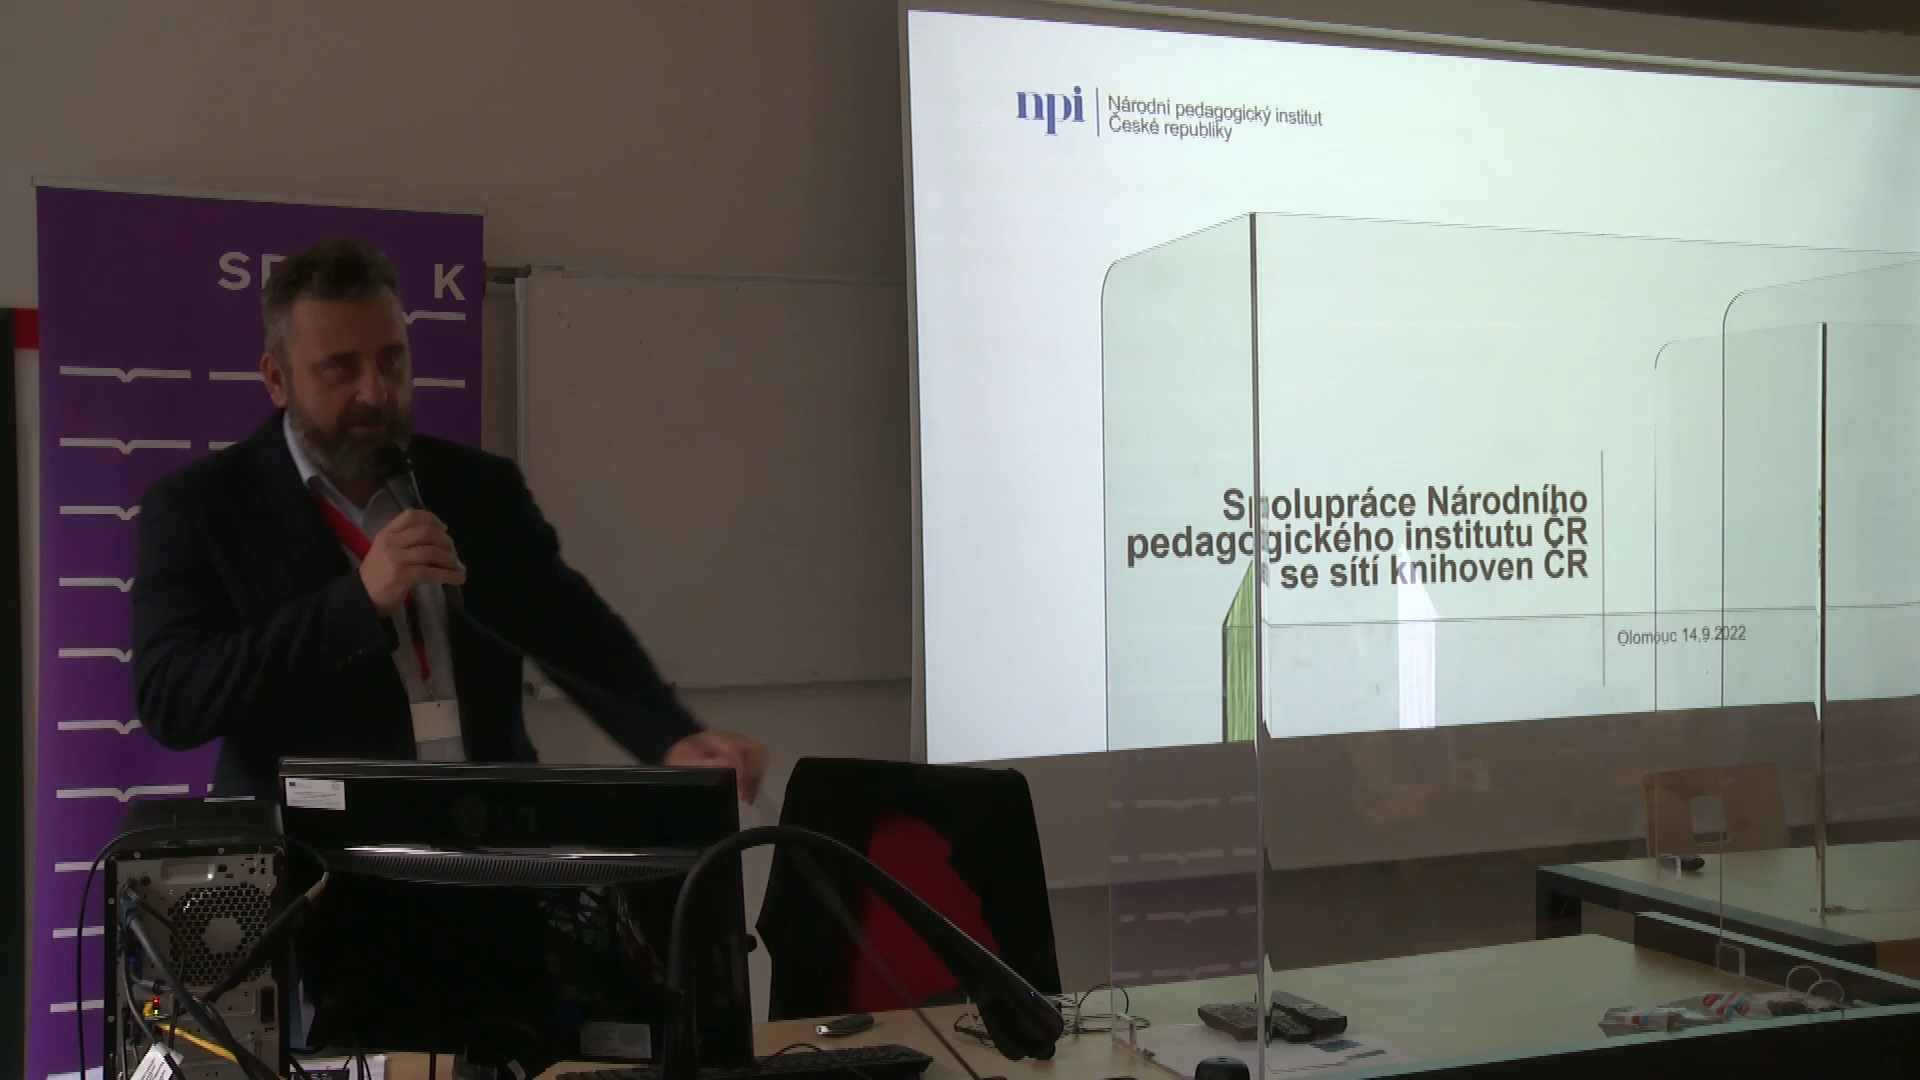 npi
Národní pedagogický institut
České republiky
Spolupráce Národního
pedagogického institutu ČR
se sítí knihoven ČR
Olomouc 14.9.2022
LG